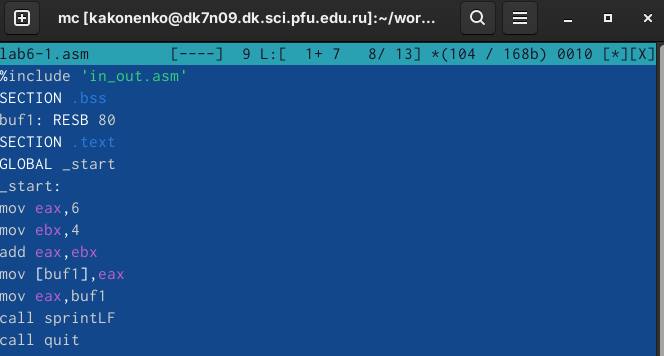 mc [kakonenko@dk7n09.dk.sci.pfu.edu.ru]:~/wor...
lab6-1.asm [----] 9 L:[ 1+ 7 8/ 13] *(104 / 168b) 0010 [*][X]
%include 'in_out.asm'
SECTION .bss
buf1: RESB 80
SECTION .text
GLOBAL _start
_start:
mov eax,6
mov ebx,4
add eax,ebx
mov [buf1],eax
mov eax,buf1
call sprintLF
call quit